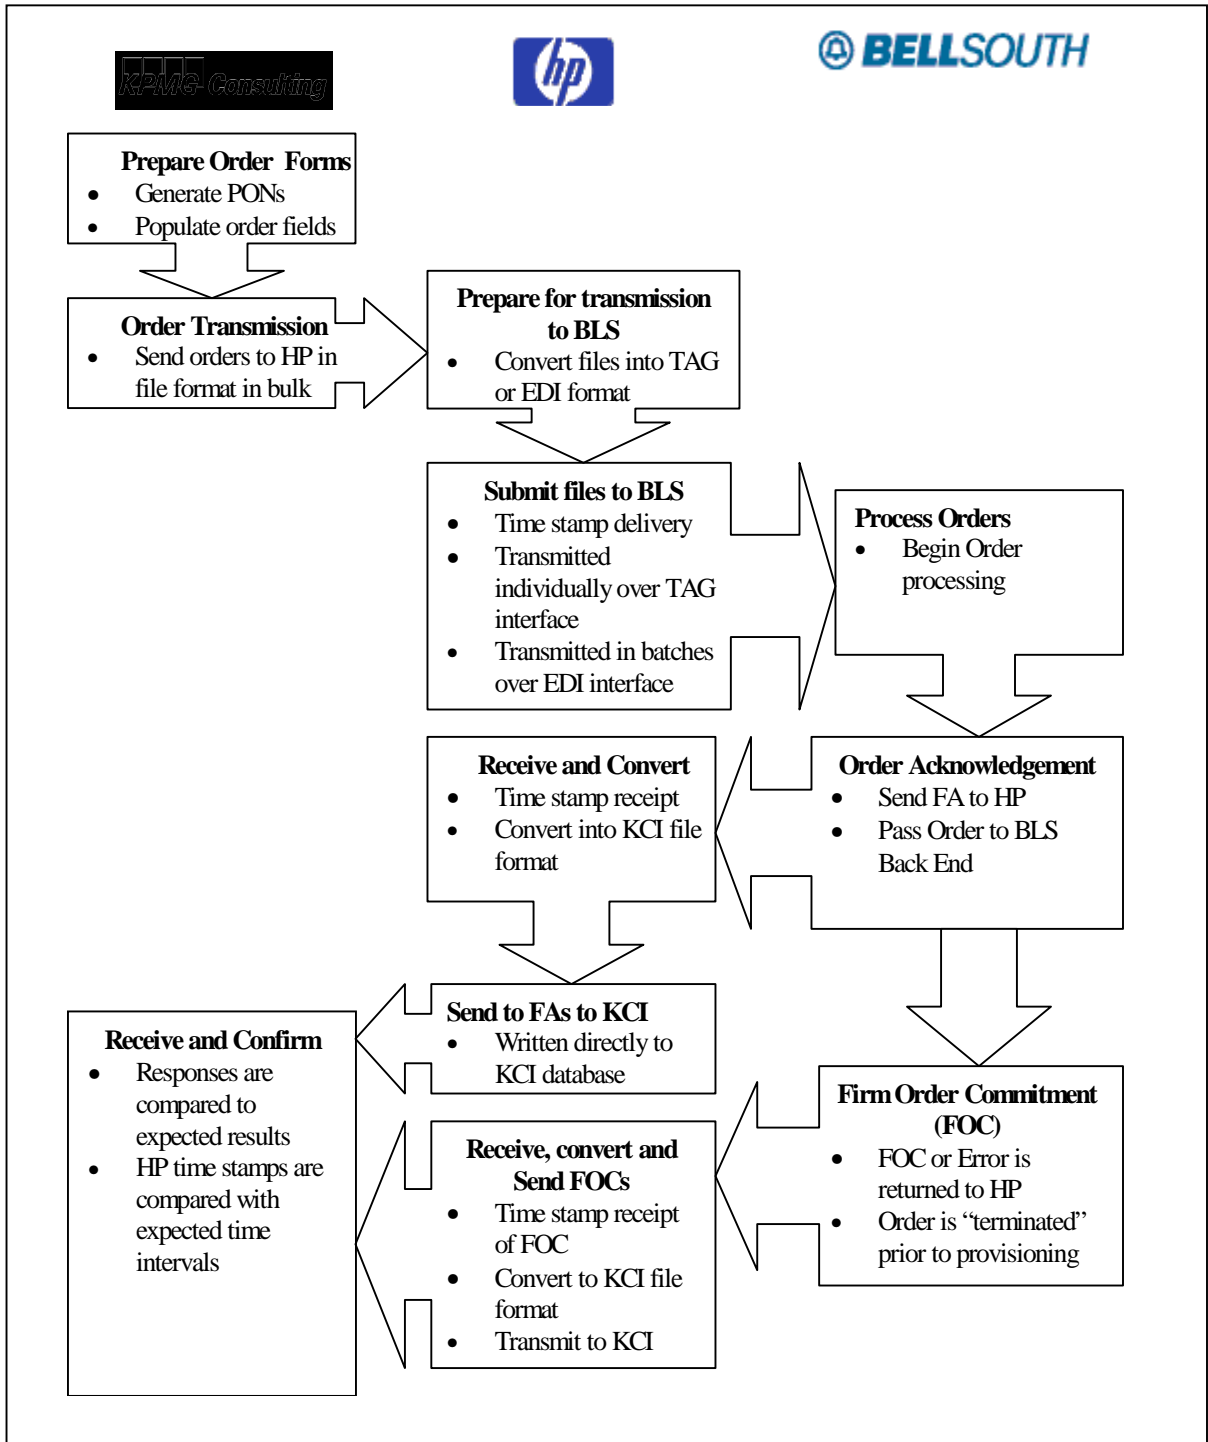 KPMG Consulting
hp
BELLSOUTH
Prepare Order Forms
• Generate PONs
• Populate order fields
Order Transmission
• Send orders to HP in
file format in bulk
Prepare for transmission
to BLS
• Convert files into TAG
or EDI format
Submit files to BLS
• Time stamp delivery
• Transmitted
individually over TAG
interface
• Transmitted in batches
over EDI interface
Process Orders
• Begin Order
processing
Order Acknowledgement
• Send FA to HP
• Pass Order to BLS
Back End
Receive and Convert
• Time stamp receipt
• Convert into KCI file
format
Send to FAs to KCI
• Written directly to
KCI database
Receive and Confirm
• Responses are
compared to
expected results
• HP time stamps are
compared with
expected time
intervals
Firm Order Commitment
(FOC)
• FOC or Error is
returned to HP
• Order is “terminated”
prior to provisioning
Receive, convert and
Send FOCs
• Time stamp receipt
of FOC
• Convert to KCI file
format
• Transmit to KCI